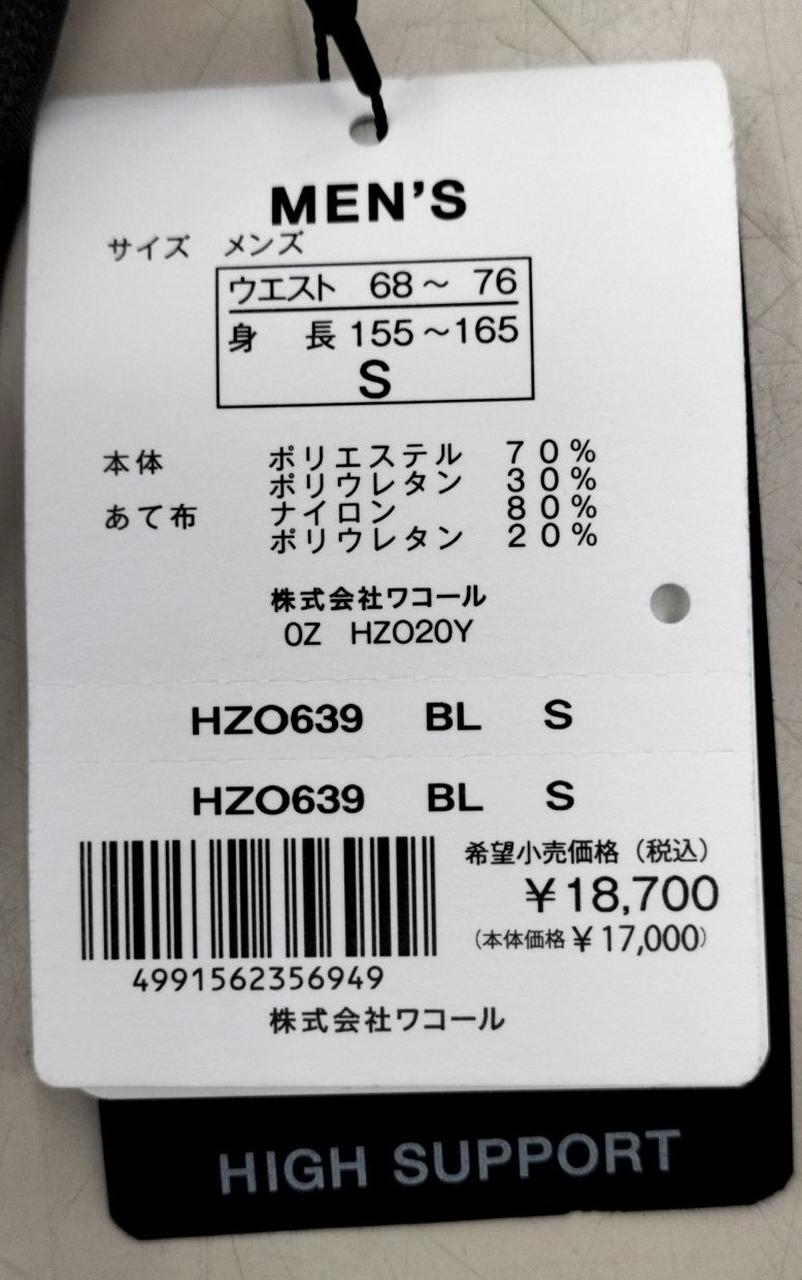 MEN'S
サイズ メンズ
ウエスト 68～ 76
身 長 155～165
S
本体 ポリエステル 70%
ポリウレタン 30%
あて布 ナイロン 80%
ポリウレタン 20%
株式会社ワコール
0Z HZO20Y
HZO639 BL S
HZO639 BL S
希望小売価格（税込）
¥18,700
（本体価格¥17,000）
4991562356949
株式会社ワコール
HIGH SUPPORT